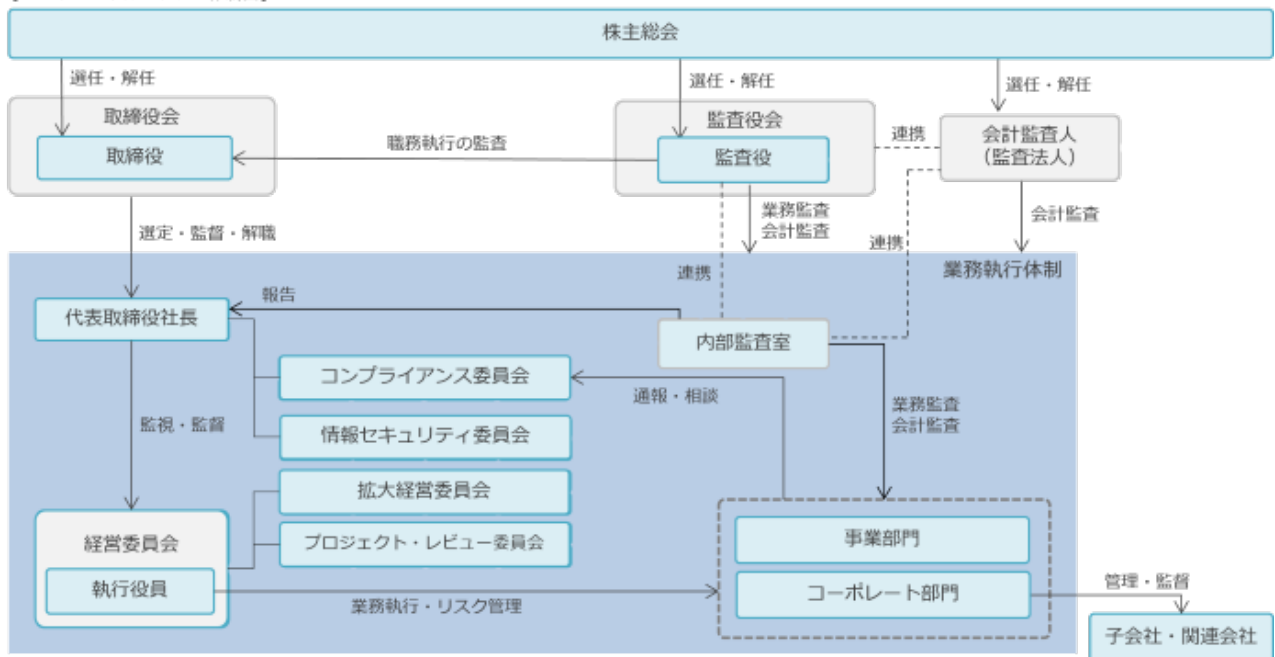 株主総会
選任・解任
選任・解任
選任・解任
取締役会
取締役
職務執行の監査
監査役会
監査役
連携
会計監査人
（監査法人）
選定・監督・解職
業務監査
会計監査
連携
会計監査
業務執行体制
連携
報告
代表取締役社長
内部監査室
コンプライアンス委員会
通報・相談
業務監査
会計監査
監視・監督
情報セキュリティ委員会
拡大経営委員会
プロジェクト・レビュー委員会
経営委員会
執行役員
業務執行・リスク管理
事業部門
コーポレート部門
管理・監督
子会社・関連会社